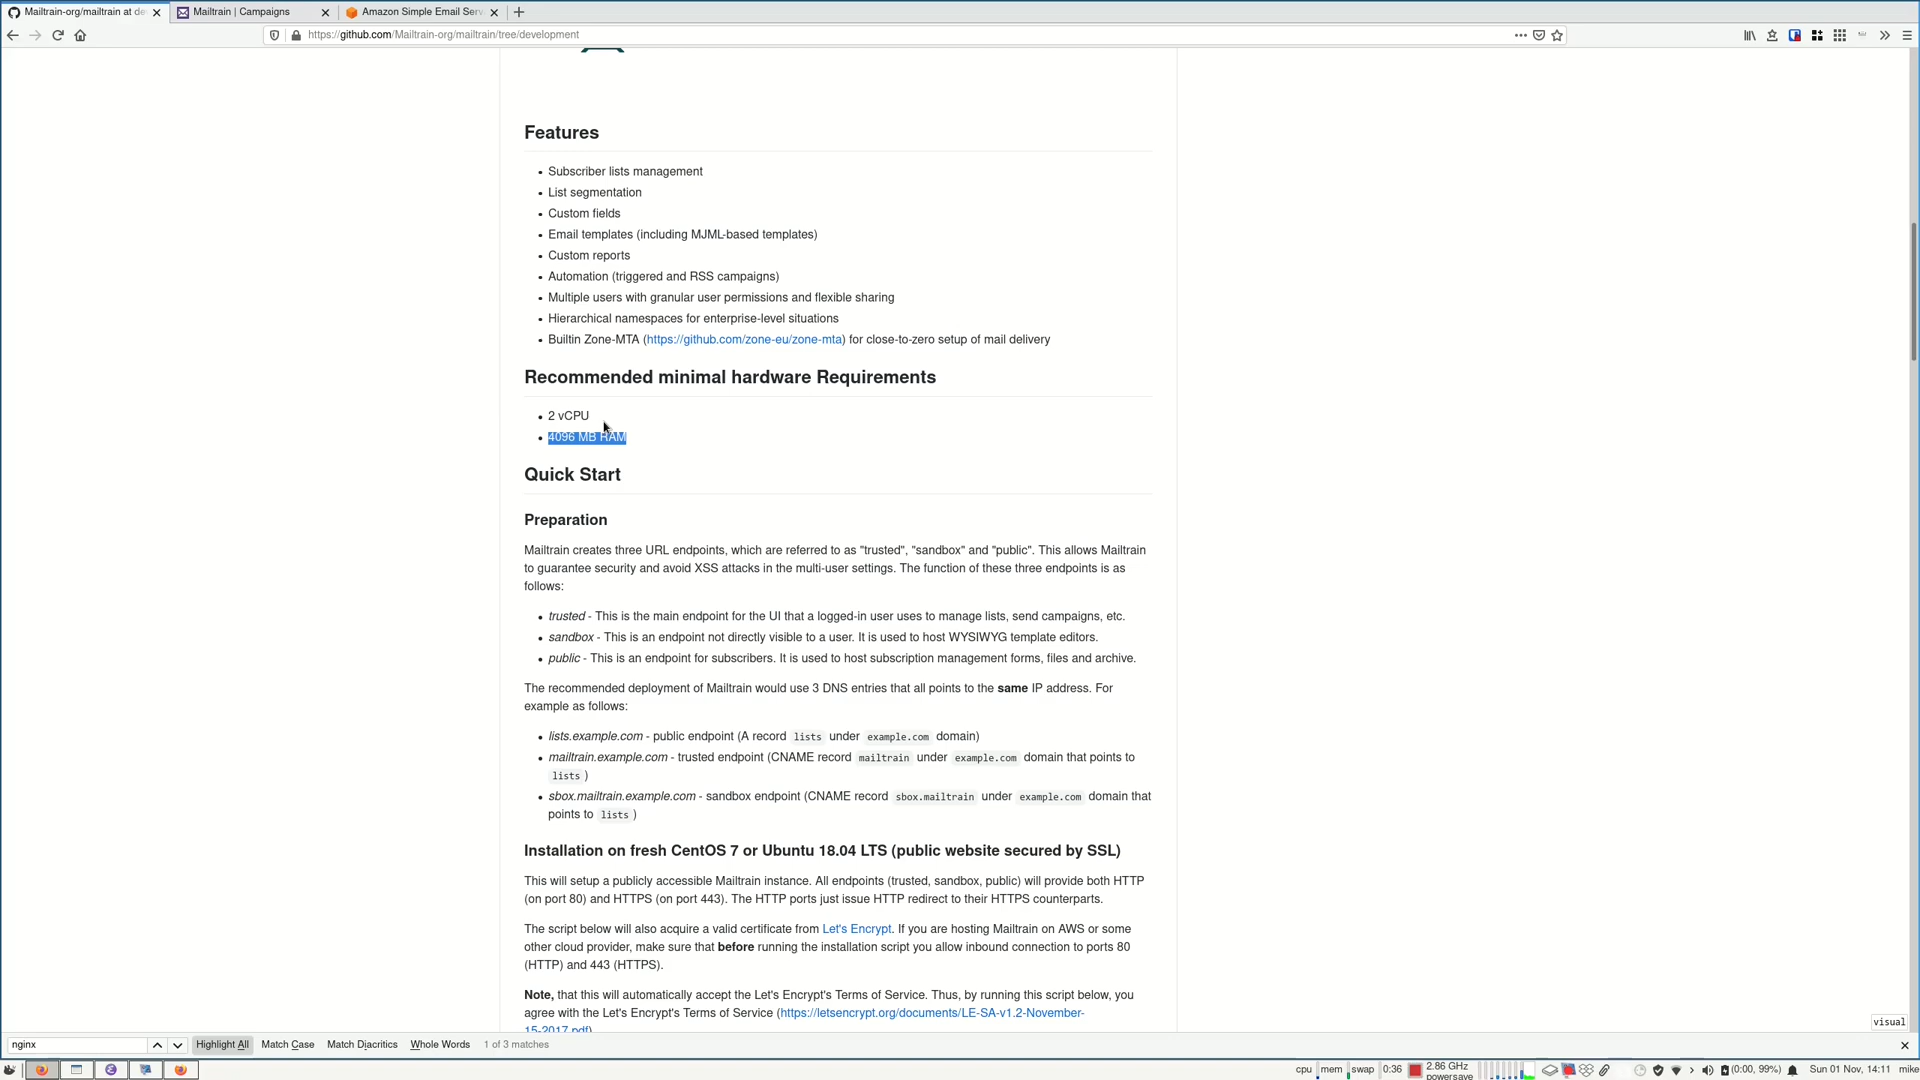 Mailtrain-org/mailtrain at de
Mailtrain | Campaigns
Amazon Simple Email Serv
https://github.com/Mailtrain-org/mailtrain/tree/development
Features
Subscriber lists management
List segmentation
Custom fields
Email templates (including MJML-based templates)
Custom reports
Automation (triggered and RSS campaigns)
Multiple users with granular user permissions and flexible sharing
Hierarchical namespaces for enterprise-level situations
Builtin Zone-MTA (https://github.com/zone-eu/zone-mta) for close-to-zero setup of mail delivery
Recommended minimal hardware Requirements
2 vCPU
4096 MB RAM
Quick Start
Preparation
Mailtrain creates three URL endpoints, which are referred to as "trusted", "sandbox" and "public". This allows Mailtrain
to guarantee security and avoid XSS attacks in the multi-user settings. The function of these three endpoints is as
follows:
trusted - This is the main endpoint for the UI that a logged-in user uses to manage lists, send campaigns, etc.
sandbox - This is an endpoint not directly visible to a user. It is used to host WYSIWYG template editors.
public - This is an endpoint for subscribers. It is used to host subscription management forms, files and archive.
The recommended deployment of Mailtrain would use 3 DNS entries that all points to the same IP address. For
example as follows:
lists.example.com - public endpoint (A record lists under example.com domain)
mailtrain.example.com - trusted endpoint (CNAME record mailtrain under example.com domain that points to
lists )
sbox.mailtrain.example.com - sandbox endpoint (CNAME record sbox.mailtrain under example.com domain that
points to lists )
Installation on fresh CentOS 7 or Ubuntu 18.04 LTS (public website secured by SSL)
This will setup a publicly accessible Mailtrain instance. All endpoints (trusted, sandbox, public) will provide both HTTP
(on port 80) and HTTPS (on port 443). The HTTP ports just issue HTTP redirect to their HTTPS counterparts.
The script below will also acquire a valid certificate from Let's Encrypt. If you are hosting Mailtrain on AWS or some
other cloud provider, make sure that before running the installation script you allow inbound connection to ports 80
(HTTP) and 443 (HTTPS).
Note, that this will automatically accept the Let's Encrypt's Terms of Service. Thus, by running this script below, you
agree with the Let's Encrypt's Terms of Service (https://letsencrypt.org/documents/LE-SA-v1.2-November-
15-2017.pdf).
visual
nginx
Highlight All
Match Case
Match Diacritics
Whole Words
1 of 3 matches
cpu
mem
swap
0:36
2.86 GHz
powersave
(0:00, 99%)
Sun 01 Nov, 14:11
mike